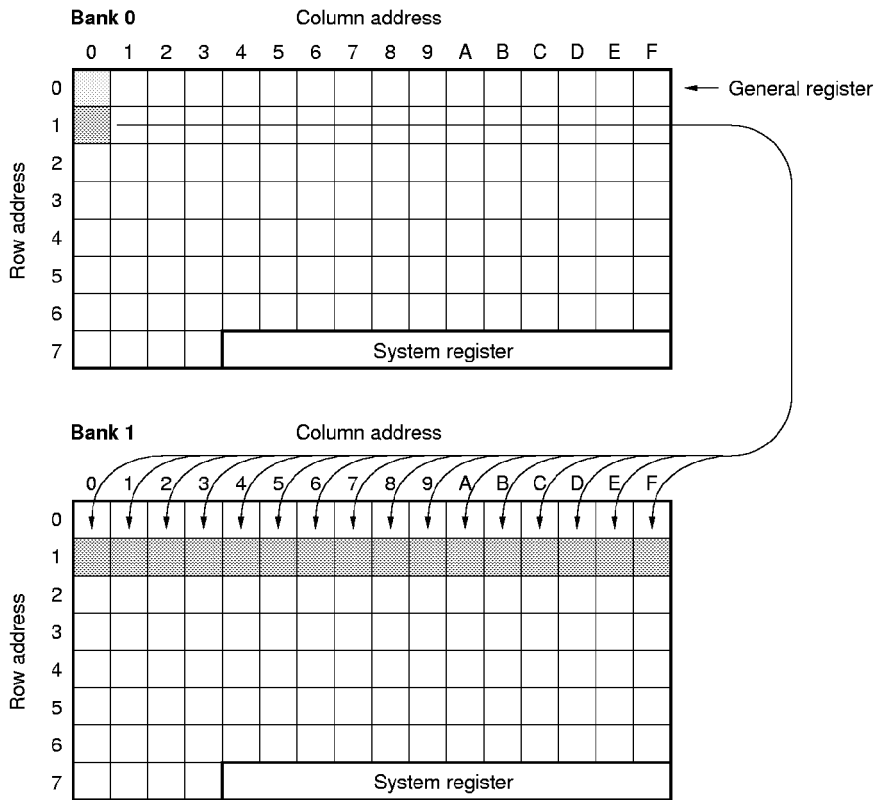 Bank 0 Column address
0 1 2 3 4 5 6 7 8 9 A B C D E F
0 General register
1
2
3
4
5
6
7 System register
Row address
Bank 1 Column address
0 1 2 3 4 5 6 7 8 9 A B C D E F
0
1
2
3
4
5
6
7 System register
Row address